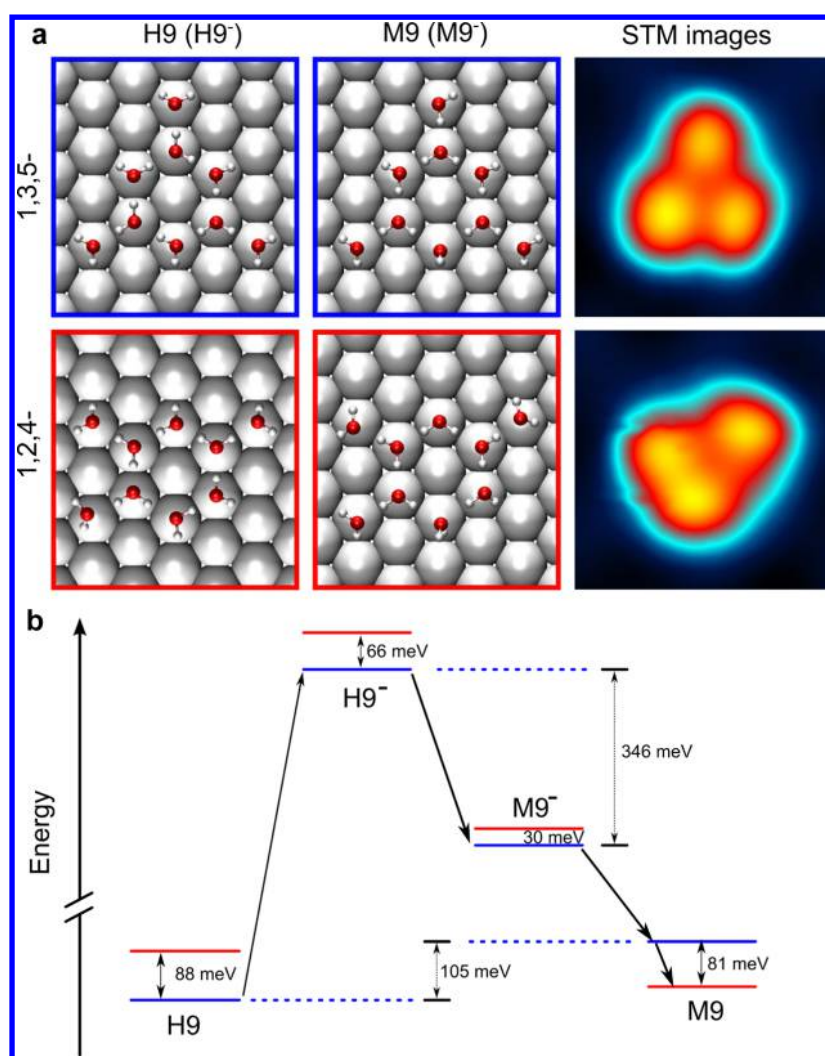 a
H9 (H9⁻)
M9 (M9⁻)
STM images
1,3,5-
1,2,4-
b
Energy
66 meV
H9⁻
346 meV
M9⁻
30 meV
88 meV
105 meV
81 meV
H9
M9